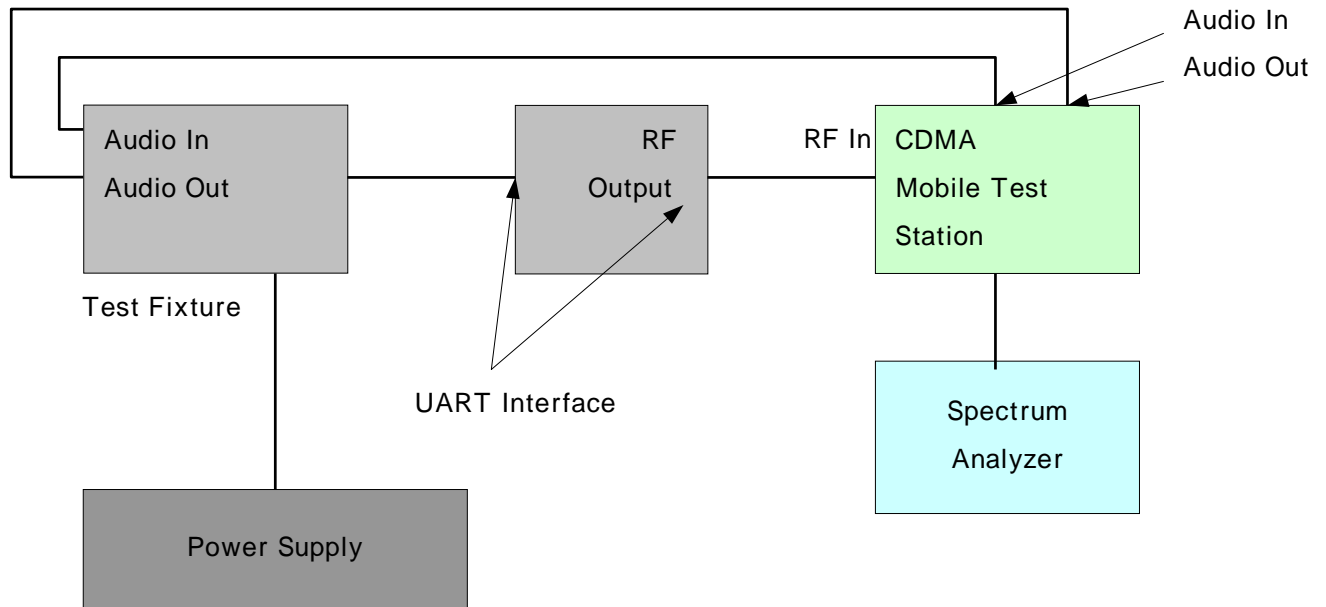 Audio In
Audio Out
Audio In
Audio Out
Test Fixture
RF
Output
UART Interface
RF In
CDMA
Mobile Test
Station
Spectrum
Analyzer
Power Supply